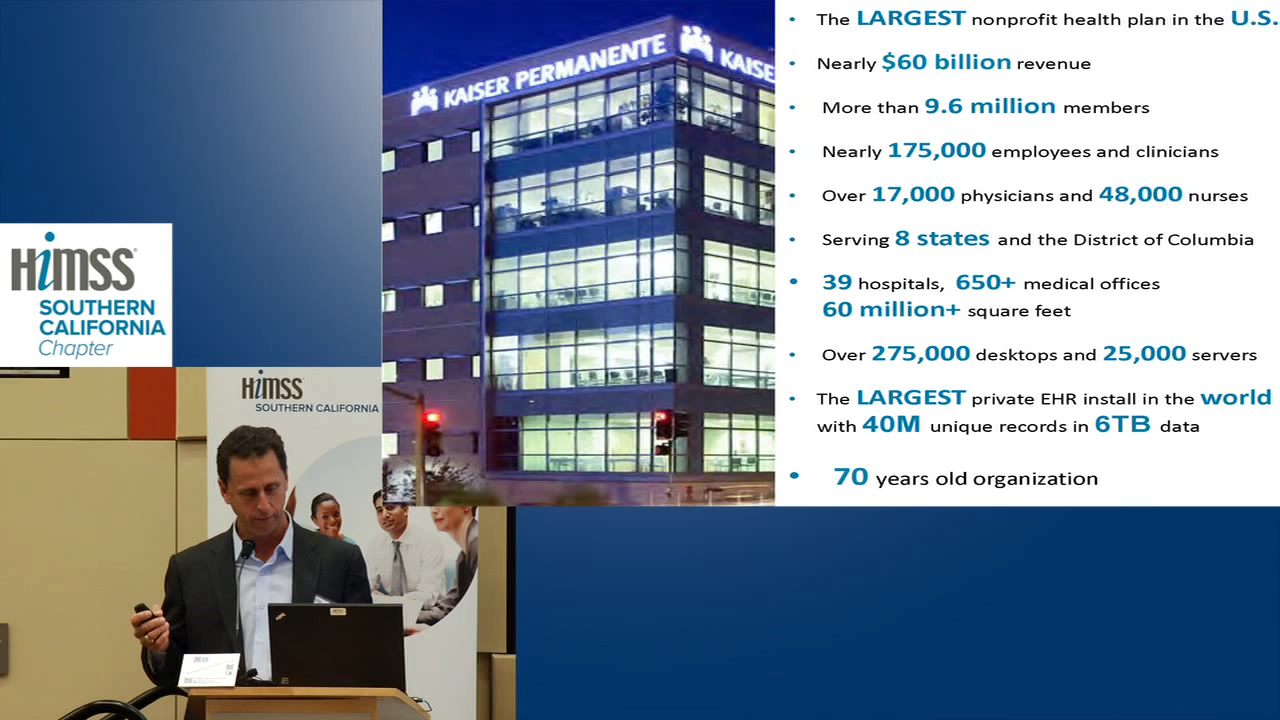 HiMSS
SOUTHERN
CALIFORNIA
Chapter
KAISER PERMANENTE
KAISE
• The LARGEST nonprofit health plan in the U.S.
• Nearly $60 billion revenue
• More than 9.6 million members
• Nearly 175,000 employees and clinicians
• Over 17,000 physicians and 48,000 nurses
• Serving 8 states and the District of Columbia
• 39 hospitals, 650+ medical offices
60 million+ square feet
• Over 275,000 desktops and 25,000 servers
• The LARGEST private EHR install in the world
with 40M unique records in 6TB data
• 70 years old organization
HiMSS
SOUTHERN CALIFORNIA